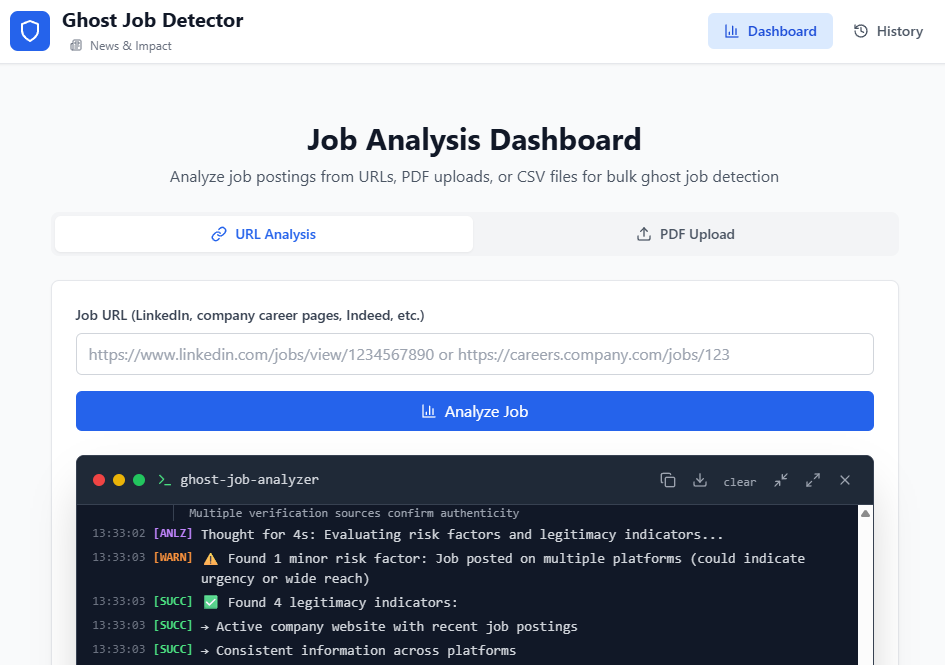 Ghost Job Detector
News & Impact
Dashboard
History
Job Analysis Dashboard
Analyze job postings from URLs, PDF uploads, or CSV files for bulk ghost job detection
URL Analysis
PDF Upload
Job URL (LinkedIn, company career pages, Indeed, etc.)
https://www.linkedin.com/jobs/view/1234567890 or https://careers.company.com/jobs/123
Analyze Job
ghost-job-analyzer
clear
Multiple verification sources confirm authenticity
13:33:02 [ANLZ] Thought for 4s: Evaluating risk factors and legitimacy indicators...
13:33:03 [WARN] ⚠️ Found 1 minor risk factor: Job posted on multiple platforms (could indicate
urgency or wide reach)
13:33:03 [SUCC] ✅ Found 4 legitimacy indicators:
13:33:03 [SUCC] → Active company website with recent job postings
13:33:03 [SUCC] → Consistent information across platforms